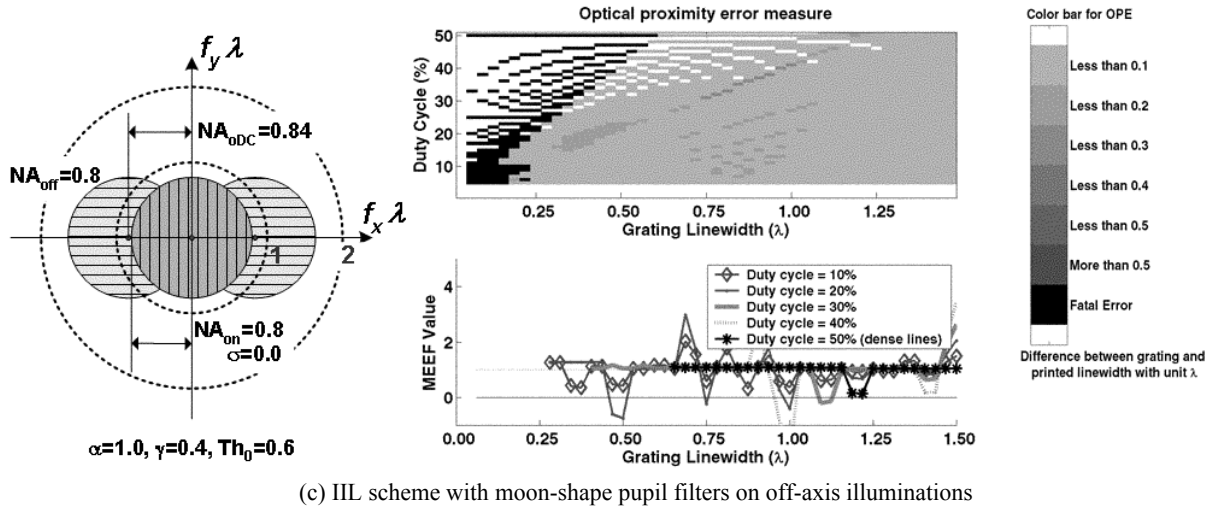 f_y λ
NA_oDC=0.84
NA_off=0.8
f_x λ
1
2
NA_on=0.8
σ=0.0
α=1.0, γ=0.4, Th_0=0.6
Optical proximity error measure
Duty Cycle (%)
50
40
30
20
10
0.25 0.50 0.75 1.00 1.25
Grating Linewidth (λ)
MEEF Value
4
2
0
Duty cycle = 10%
Duty cycle = 20%
Duty cycle = 30%
Duty cycle = 40%
Duty cycle = 50% (dense lines)
0.00 0.25 0.50 0.75 1.00 1.25 1.50
Grating Linewidth (λ)
Color bar for OPE
Less than 0.1
Less than 0.2
Less than 0.3
Less than 0.4
Less than 0.5
More than 0.5
Fatal Error
Difference between grating and
printed linewidth with unit λ
(c) IIL scheme with moon-shape pupil filters on off-axis illuminations